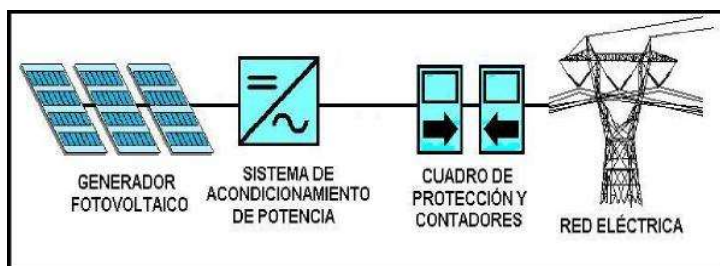 GENERADOR
FOTOVOLTAICO
SISTEMA DE
ACONDICIONAMIENTO
DE POTENCIA
CUADRO DE
PROTECCIÓN Y
CONTADORES
RED ELÉCTRICA